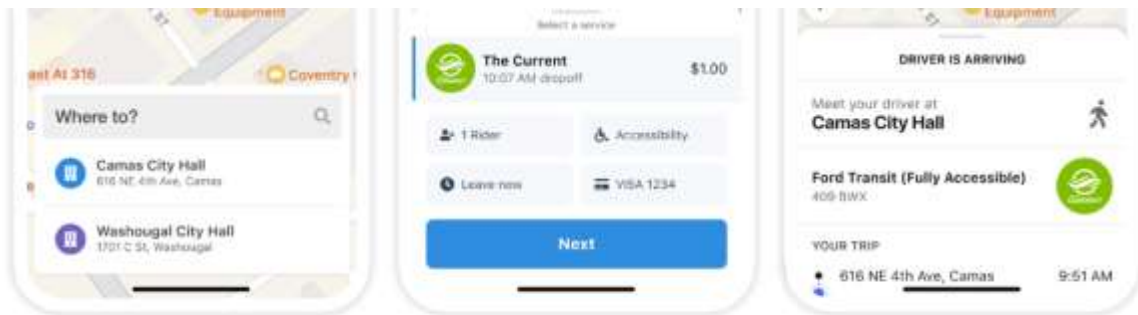 Equipment
ast At 316
Coventry
Where to?
Camas City Hall
616 NE 4th Ave, Camas
Washougal City Hall
1701 C St, Washougal
Select a service
The Current
10:07 AM dropoff
$1.00
1 Rider
Accessibility
Leave now
VISA 1234
Next
Equipment
DRIVER IS ARRIVING
Meet your driver at
Camas City Hall
Ford Transit (Fully Accessible)
409 BWX
YOUR TRIP
616 NE 4th Ave, Camas
9:51 AM